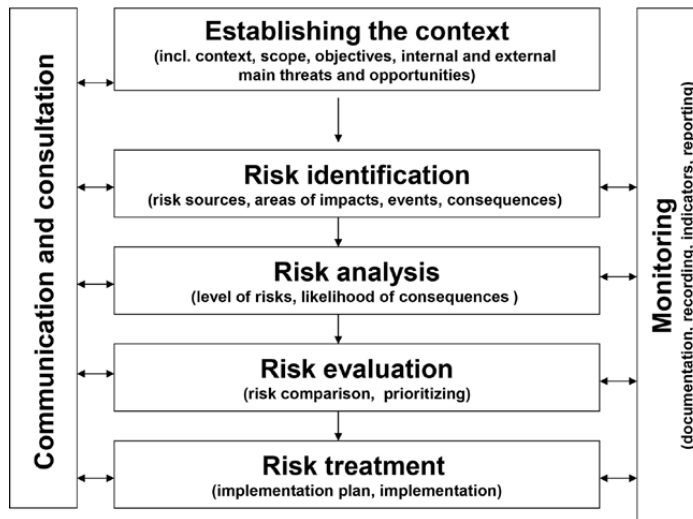 Communication and consultation
Establishing the context
(incl. context, scope, objectives, internal and external
main threats and opportunities)
Risk identification
(risk sources, areas of impacts, events, consequences)
Risk analysis
(level of risks, likelihood of consequences )
Risk evaluation
(risk comparison, prioritizing)
Risk treatment
(implementation plan, implementation)
Monitoring
(documentation, recording, indicators, reporting)